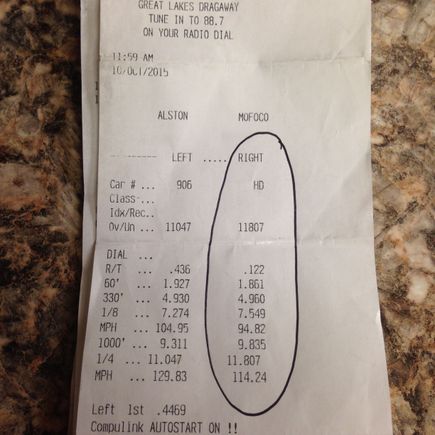 GREAT LAKES DRAGAWAY
TUNE IN TO 88.7
ON YOUR RADIO DIAL
11:59 AM
10/OCT/2015
ALSTON MOFOCO
---------- LEFT ..... RIGHT
Car # ... 906 HD
Class ...
Idx/Rec..
Ov/Un ... 11047 11807
DIAL ...
R/T ... .436 .122
60' ... 1.927 1.861
330' ... 4.930 4.960
1/8 ... 7.274 7.549
MPH ... 104.95 94.82
1000' ... 9.311 9.835
1/4 ... 11.047 11.807
MPH ... 129.83 114.24
Left 1st .4469
Compulink AUTOSTART ON !!